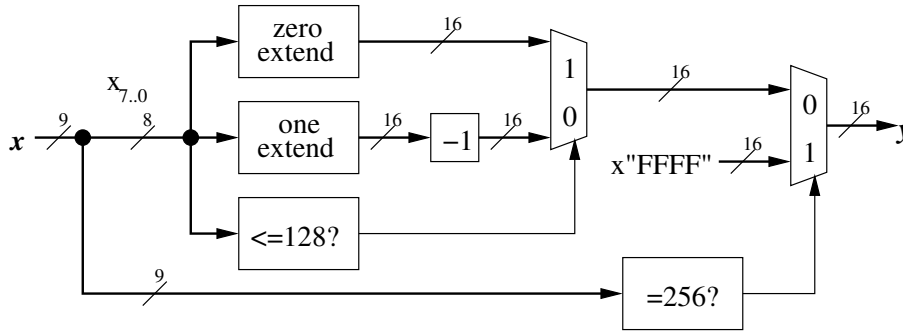 zero
extend
16
1
0
x7..0
9
8
x
one
extend
16
−1
16
16
0
1
16
y
x"FFFF"
16
<=128?
9
=256?